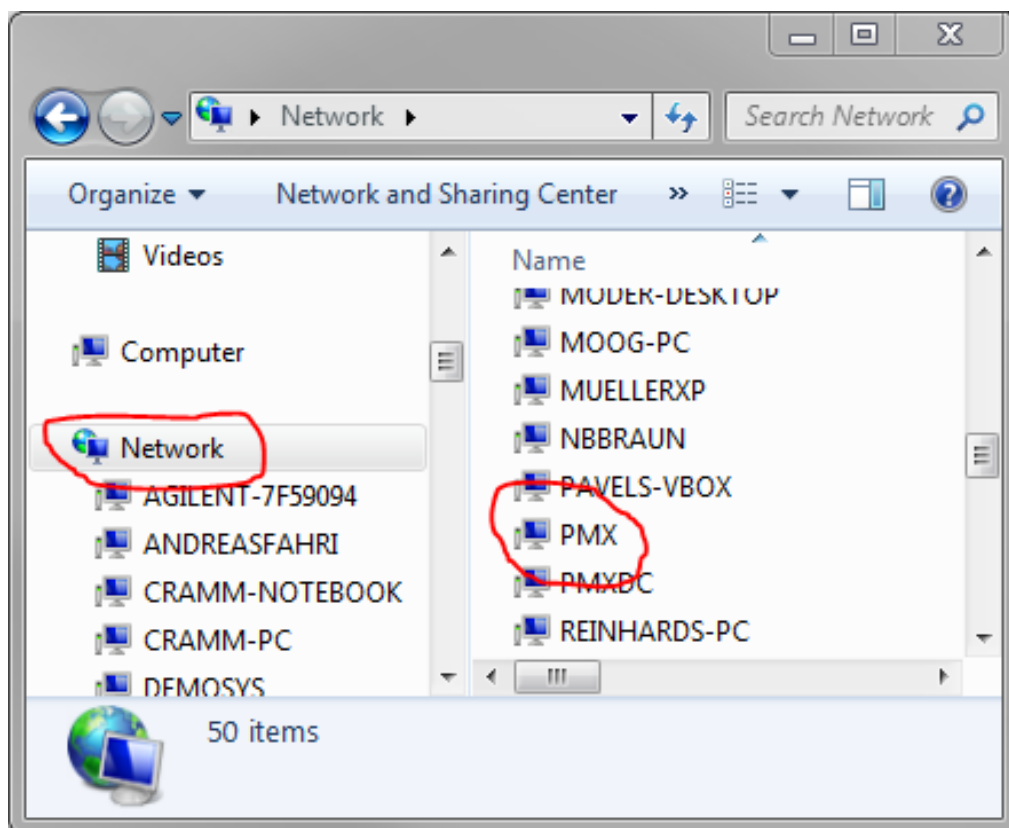 Network
Search Network
Organize
Network and Sharing Center
»
Videos
Computer
Network
AGILENT-7F59094
ANDREASFAHRI
CRAMM-NOTEBOOK
CRAMM-PC
DEMOSYS
Name
MODER-DESKTOP
MOOG-PC
MUELLERXP
NBBRAUN
PAVELS-VBOX
PMX
PMXDC
REINHARDS-PC
50 items